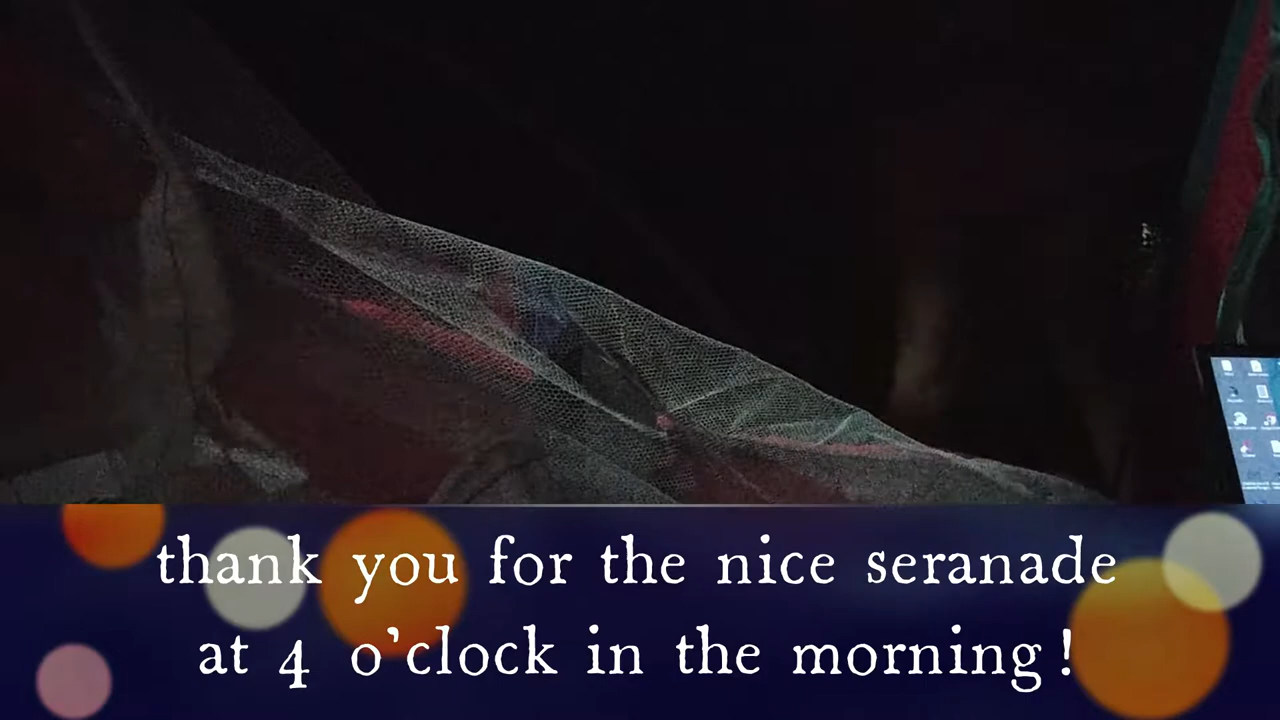 thank you for the nice seranade
at 4 o'clock in the morning!